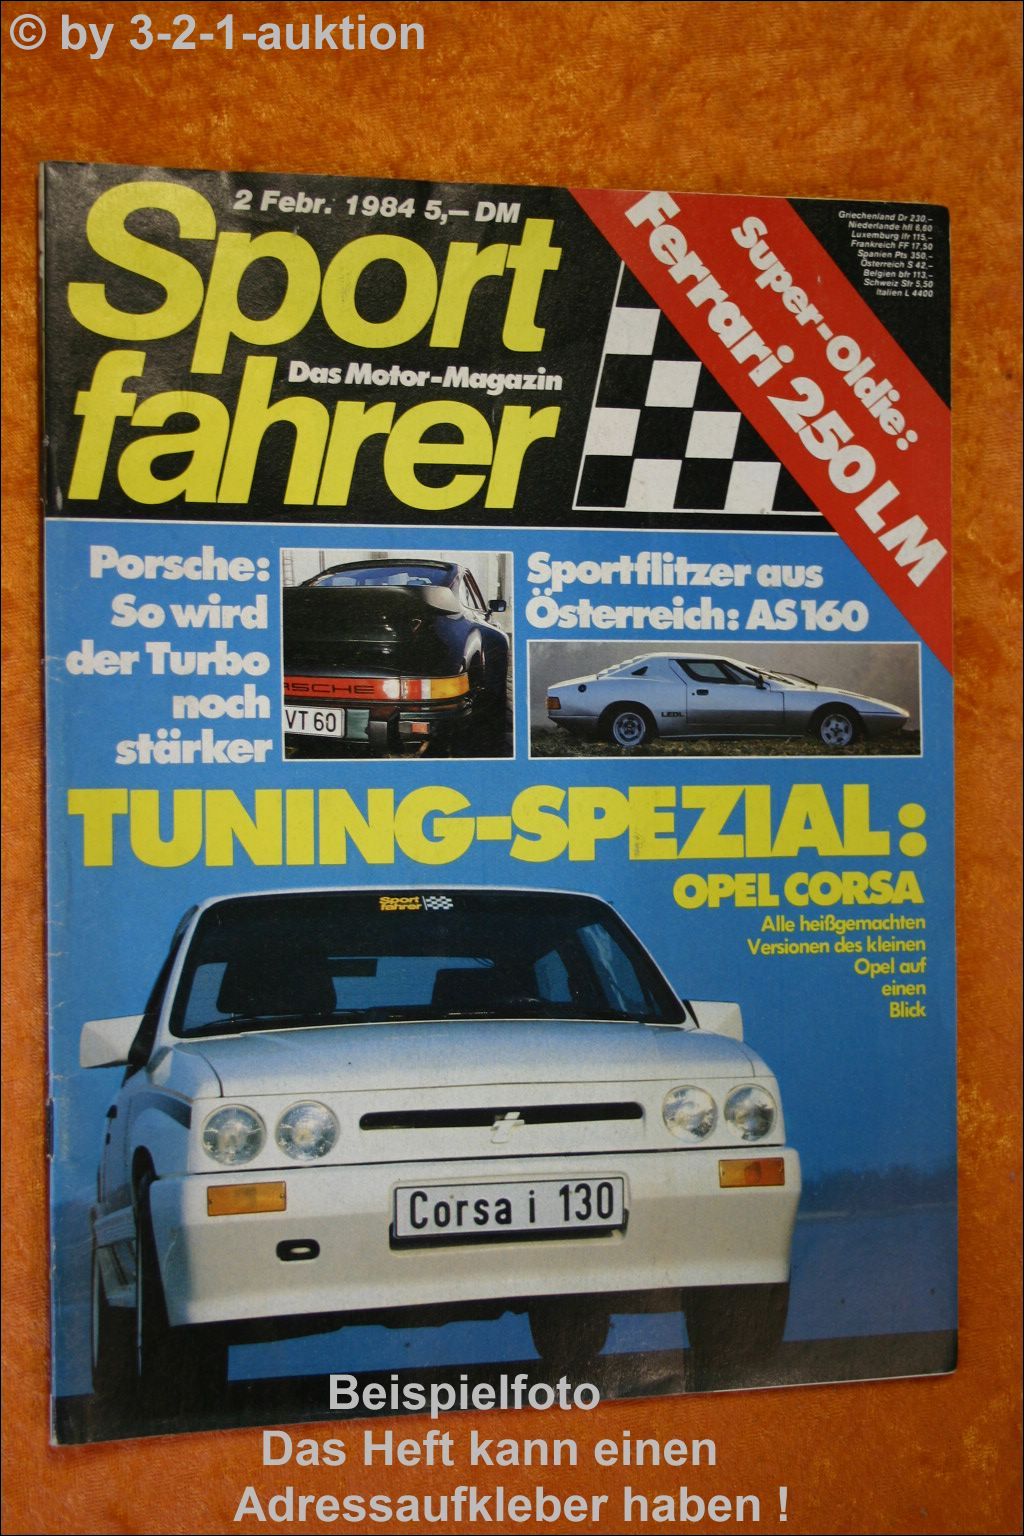 © by 3-2-1-auktion
2 Febr. 1984 5,— DM
Sport
fahrer
Das Motor-Magazin
Super-Oldie:
Ferrari 250 LM
Griechenland Dr 230,-
Niederlande hfl 6,60
Luxemburg lfr 115,-
Frankreich FF 17,50
Spanien Pts 350,-
Österreich S 42,-
Belgien bfr 113,-
Schweiz Sfr 5,50
Italien L 4400
Porsche:
So wird
der Turbo
noch
stärker
VT 60
Sportflitzer aus
Österreich: AS 160
LEDL
TUNING-SPEZIAL:
OPEL CORSA
Alle heißgemachten
Versionen des kleinen
Opel auf
einen
Blick
Sport
fahrer
Corsa i 130
Beispielfoto
Das Heft kann einen
Adressaufkleber haben !